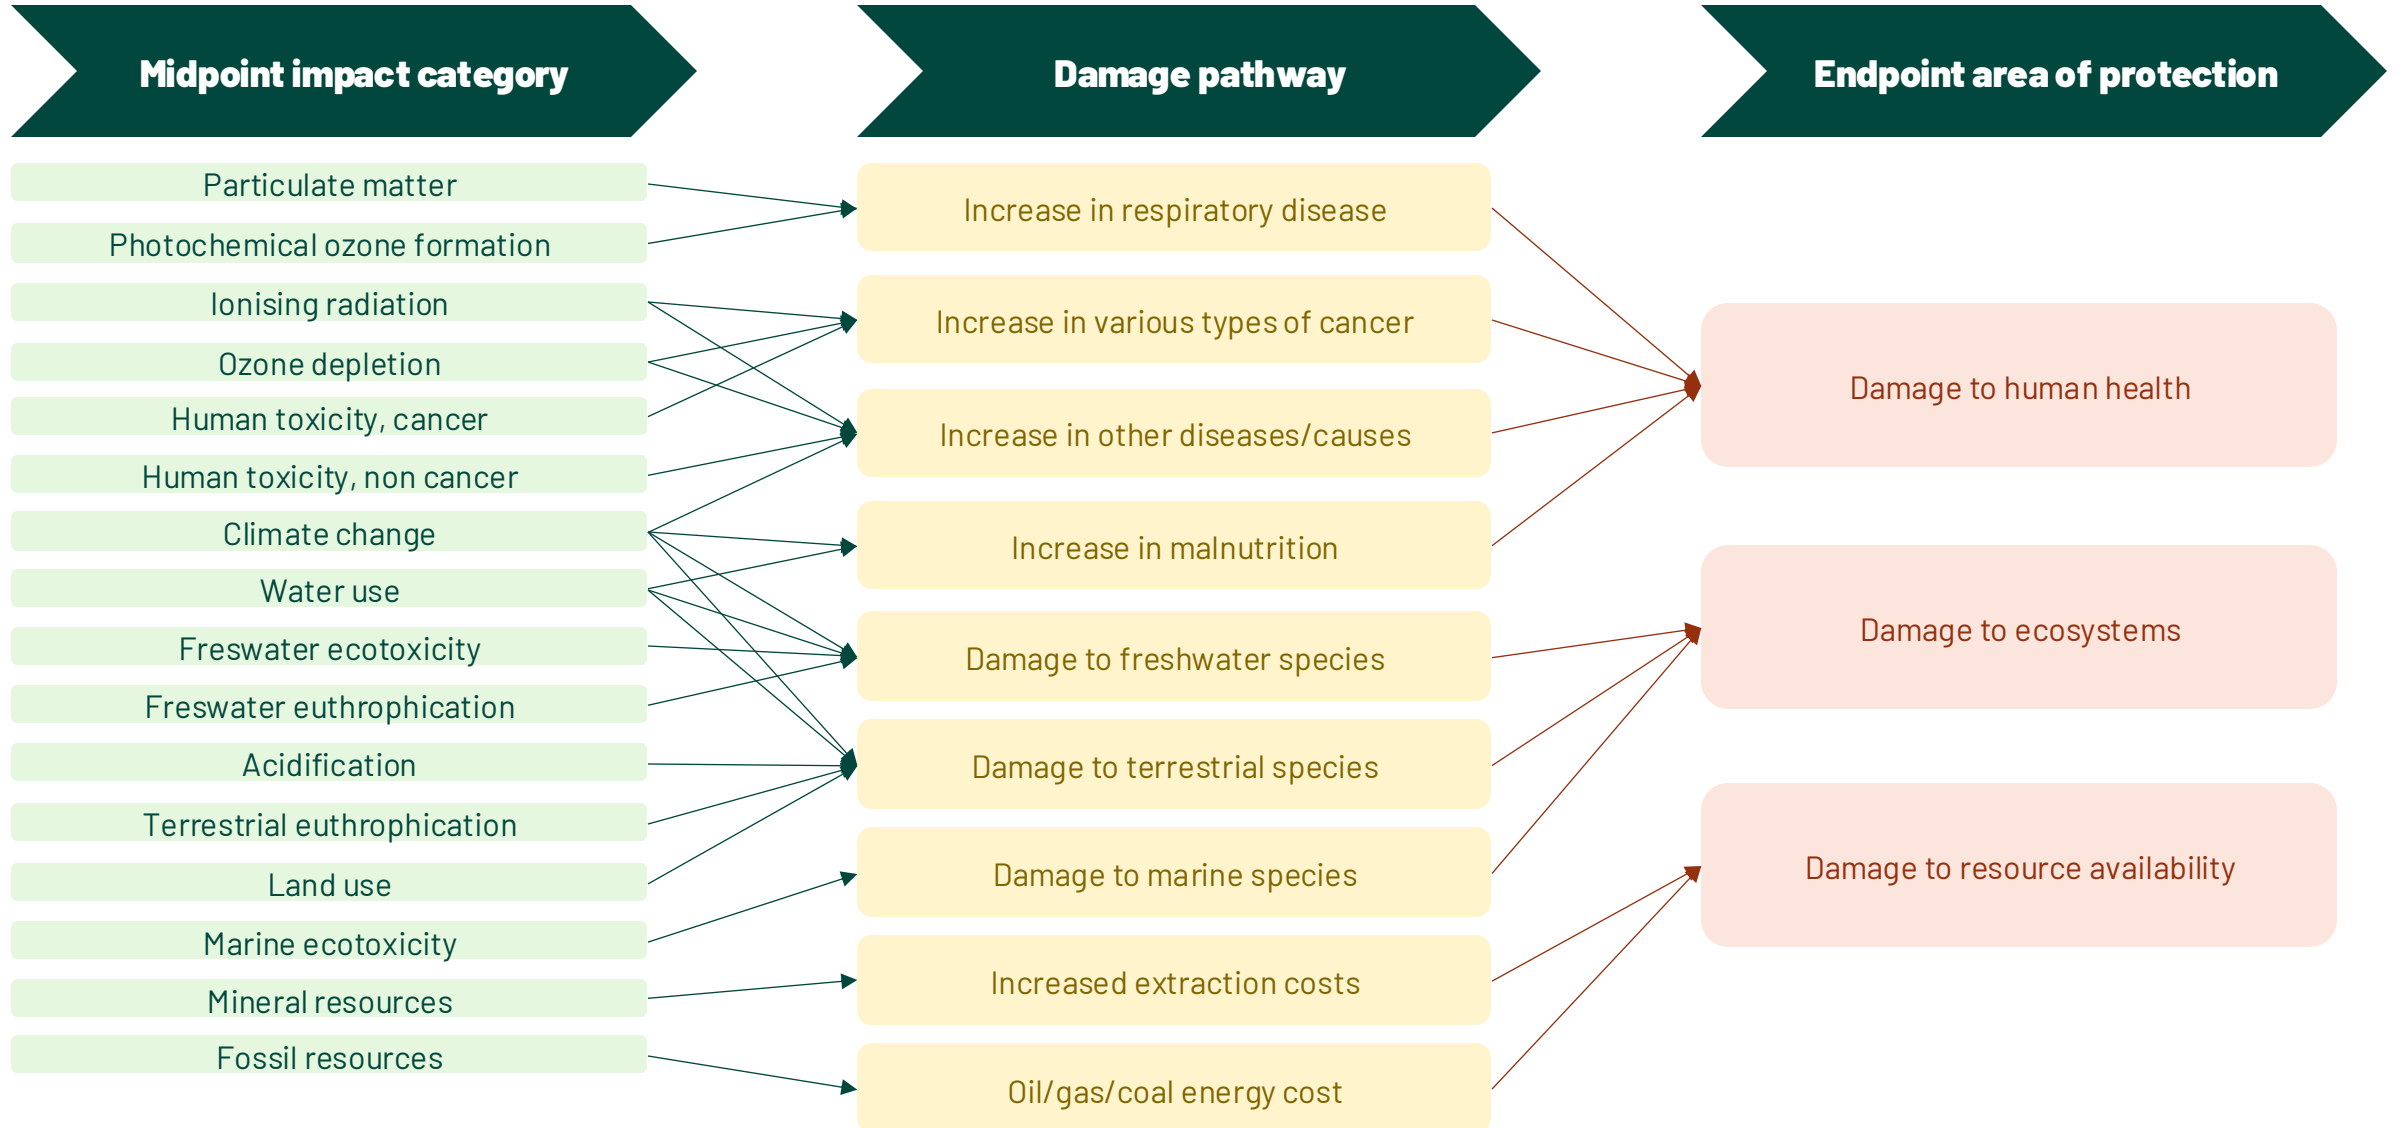 Midpoint impact category
Damage pathway
Endpoint area of protection
Particulate matter
Photochemical ozone formation
Ionising radiation
Ozone depletion
Human toxicity, cancer
Human toxicity, non cancer
Climate change
Water use
Freswater ecotoxicity
Freswater euthrophication
Acidification
Terrestrial euthrophication
Land use
Marine ecotoxicity
Mineral resources
Fossil resources
Increase in respiratory disease
Increase in various types of cancer
Increase in other diseases/causes
Increase in malnutrition
Damage to freshwater species
Damage to terrestrial species
Damage to marine species
Increased extraction costs
Oil/gas/coal energy cost
Damage to human health
Damage to ecosystems
Damage to resource availability